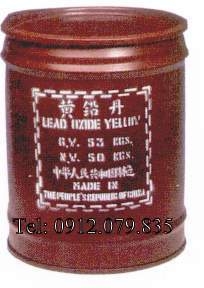 黄铅丹
LEAD OXIDE YELLOW
G.V. 53 KGS.
N.V. 50 KGS.
中华人民共和国制造
MADE IN
THE PEOPLE'S REPUBLIC OF CHINA
Tel: 0912.079.835